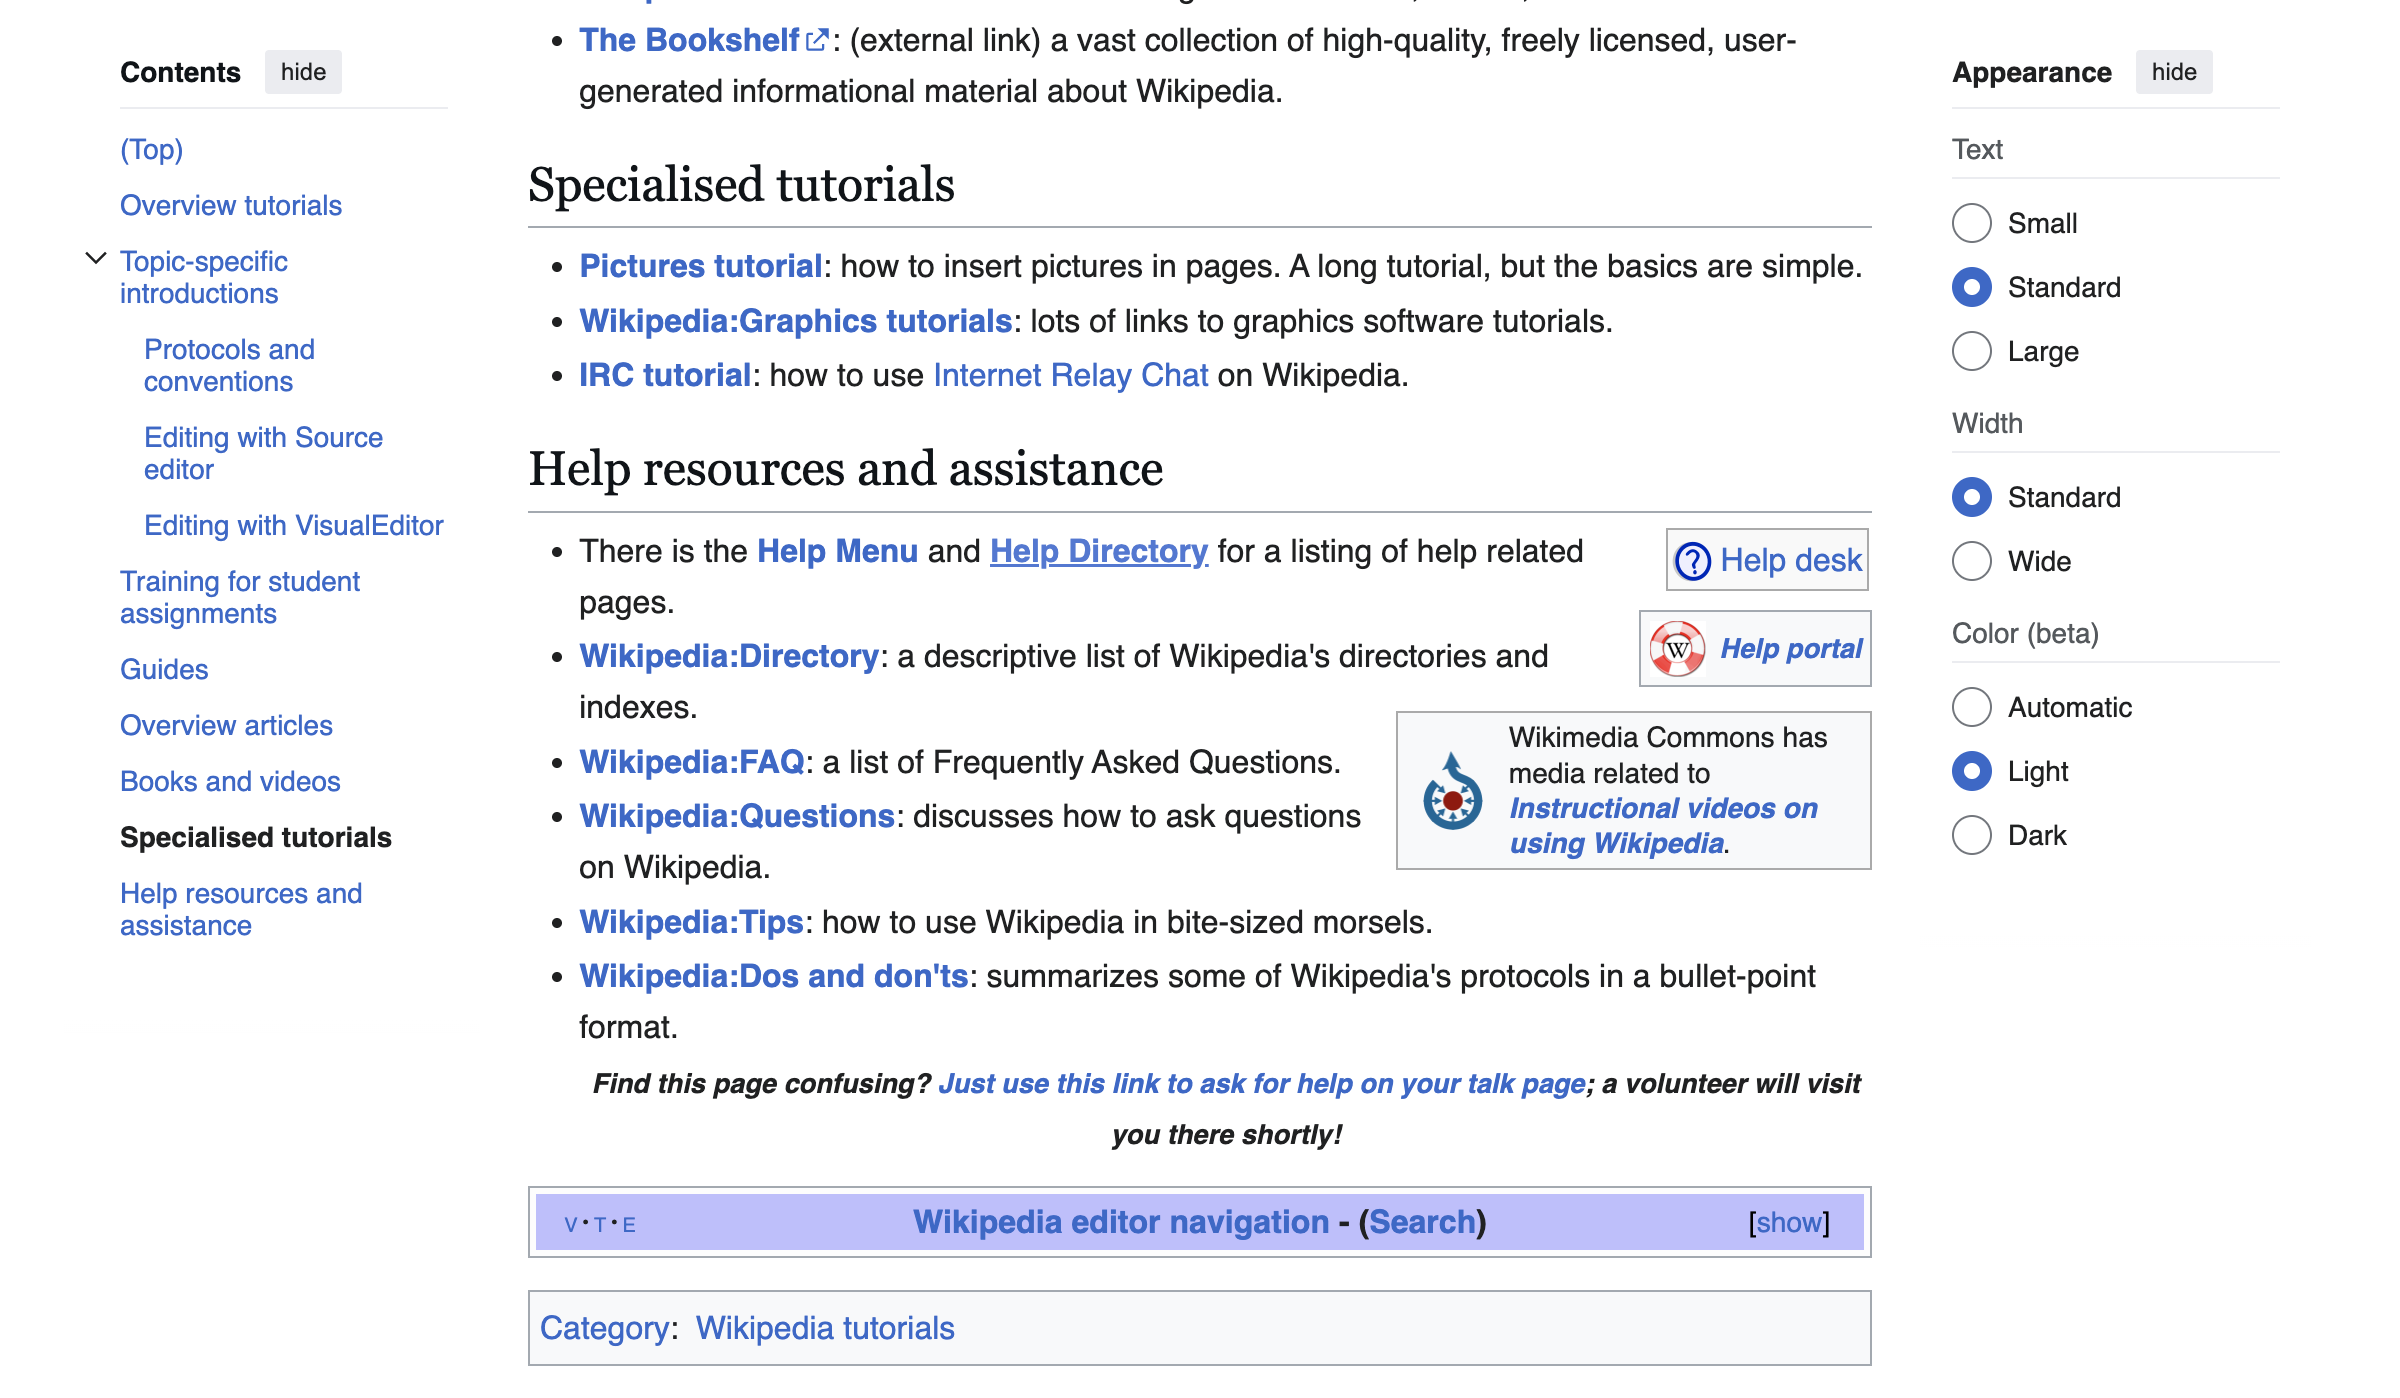 The Bookshelf: (external link) a vast collection of high-quality, freely licensed, user-
generated informational material about Wikipedia.
Contents hide
(Top)
Overview tutorials
Topic-specific
introductions
Protocols and
conventions
Editing with Source
editor
Editing with VisualEditor
Training for student
assignments
Guides
Overview articles
Books and videos
Specialised tutorials
Help resources and
assistance
Specialised tutorials
• Pictures tutorial: how to insert pictures in pages. A long tutorial, but the basics are simple.
• Wikipedia:Graphics tutorials: lots of links to graphics software tutorials.
• IRC tutorial: how to use Internet Relay Chat on Wikipedia.
Help resources and assistance
• There is the Help Menu and Help Directory for a listing of help related
pages.
• Wikipedia:Directory: a descriptive list of Wikipedia's directories and
indexes.
• Wikipedia:FAQ: a list of Frequently Asked Questions.
• Wikipedia:Questions: discusses how to ask questions
on Wikipedia.
• Wikipedia:Tips: how to use Wikipedia in bite-sized morsels.
• Wikipedia:Dos and don'ts: summarizes some of Wikipedia's protocols in a bullet-point
format.
? Help desk
W Help portal
Wikimedia Commons has
media related to
Instructional videos on
using Wikipedia.
Find this page confusing? Just use this link to ask for help on your talk page; a volunteer will visit
you there shortly!
V·T·E Wikipedia editor navigation - (Search) [show]
Category: Wikipedia tutorials
Appearance hide
Text
Small
Standard
Large
Width
Standard
Wide
Color (beta)
Automatic
Light
Dark